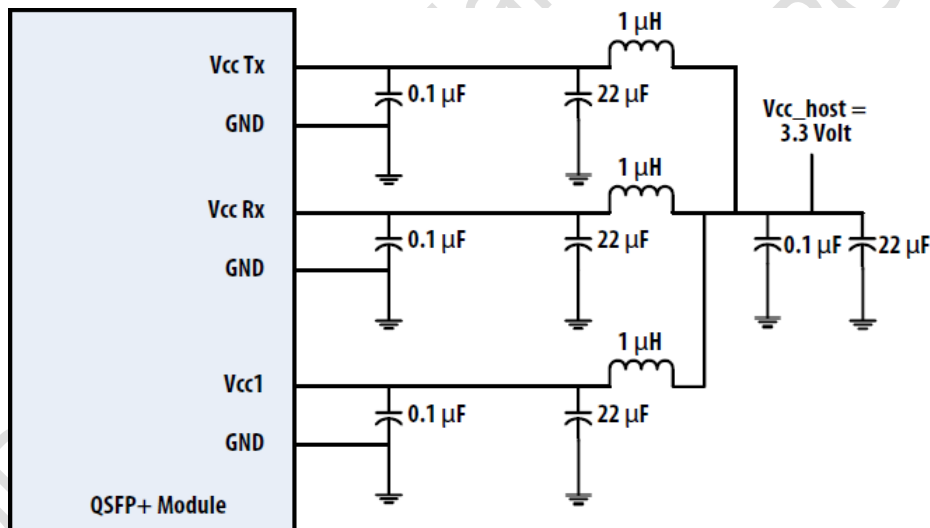 1 μH
Vcc Tx
0.1 μF
22 μF
GND
Vcc_host =
3.3 Volt
1 μH
Vcc Rx
0.1 μF
22 μF
0.1 μF
22 μF
GND
1 μH
Vcc1
0.1 μF
22 μF
GND
QSFP+ Module